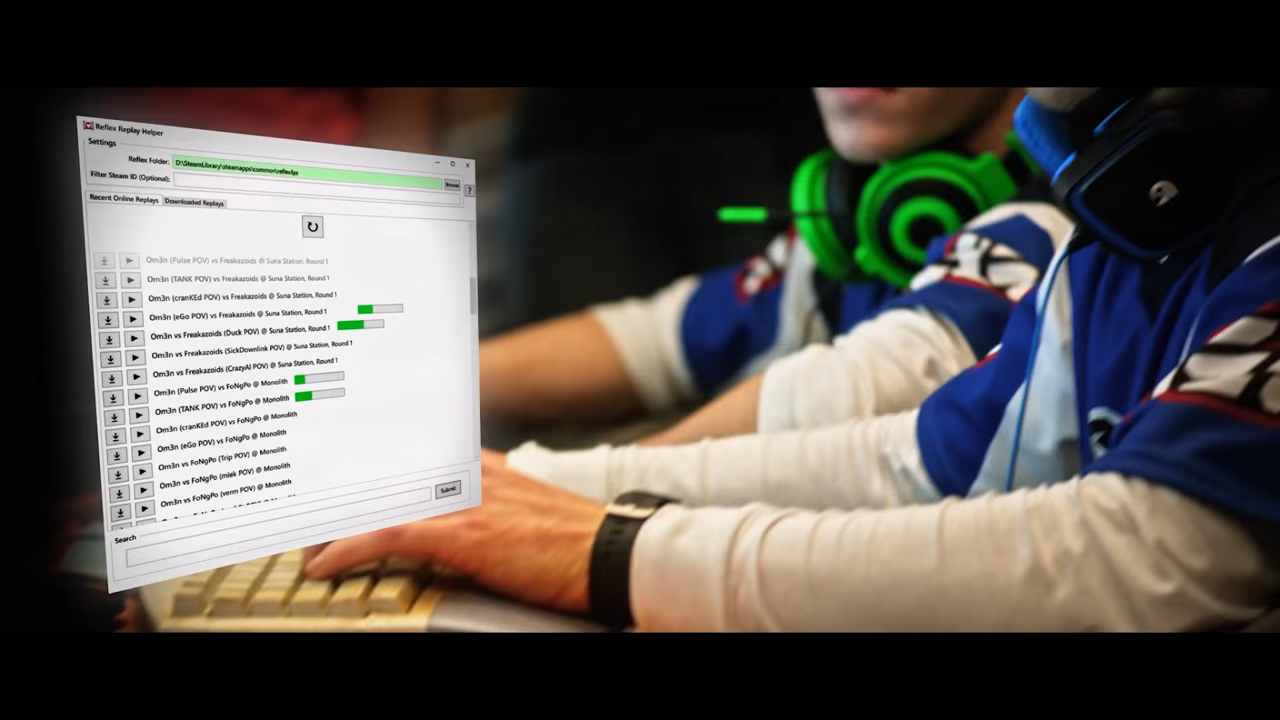 Reflex Replay Helper
Settings
Reflex Folder: D:\SteamLibrary\steamapps\common\reflexfps Browse
Filter Steam ID (Optional): ?
Recent Online Replays Downloaded Replays
Om3n (Pulse POV) vs Freakazoids @ Suna Station, Round 1
Om3n (TANK POV) vs Freakazoids @ Suna Station, Round 1
Om3n (cranKEd POV) vs Freakazoids @ Suna Station, Round 1
Om3n (eGo POV) vs Freakazoids @ Suna Station, Round 1
Om3n vs Freakazoids (Duck POV) @ Suna Station, Round 1
Om3n vs Freakazoids (SickDownlink POV) @ Suna Station, Round 1
Om3n vs Freakazoids (CrazyAl POV) @ Suna Station, Round 1
Om3n (Pulse POV) vs FoNgPo @ Monolith
Om3n (TANK POV) vs FoNgPo @ Monolith
Om3n (cranKEd POV) vs FoNgPo @ Monolith
Om3n (eGo POV) vs FoNgPo @ Monolith
Om3n vs FoNgPo (Trip POV) @ Monolith
Om3n vs FoNgPo (miek POV) @ Monolith
Om3n vs FoNgPo (verm POV) @ Monolith
Search
Submit